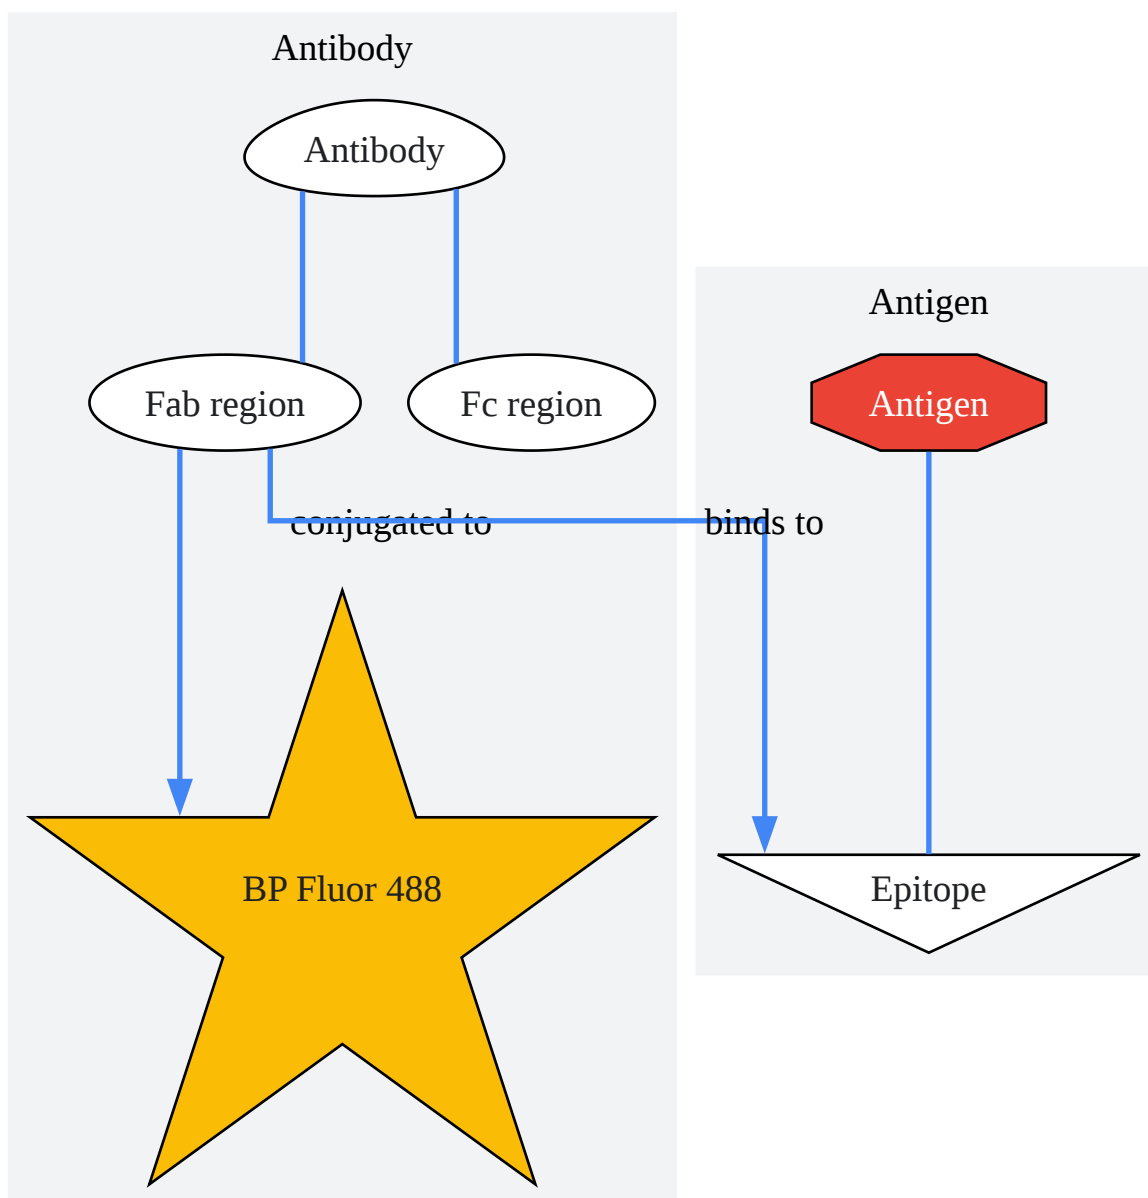 Antibody
Antibody
Fab region
Fc region
conjugated to
BP Fluor 488
Antigen
Antigen
binds to
Epitope